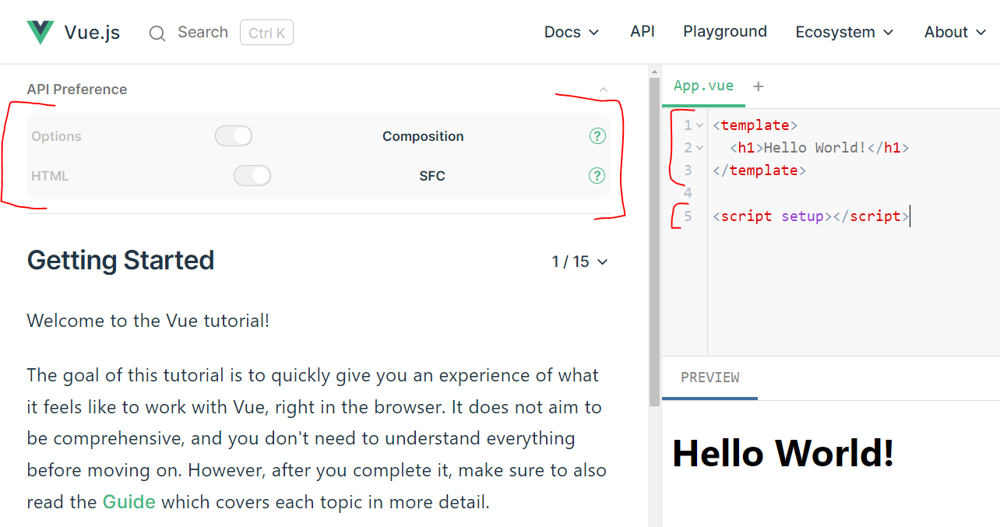 Vue.js Search Ctrl K Docs API Playground Ecosystem About
API Preference
Options Composition ?
HTML SFC ?
Getting Started 1 / 15
Welcome to the Vue tutorial!
The goal of this tutorial is to quickly give you an experience of what
it feels like to work with Vue, right in the browser. It does not aim to
be comprehensive, and you don't need to understand everything
before moving on. However, after you complete it, make sure to also
read the Guide which covers each topic in more detail.
App.vue +
1 <template>
2   <h1>Hello World!</h1>
3 </template>
4
5 <script setup></script>
PREVIEW
Hello World!